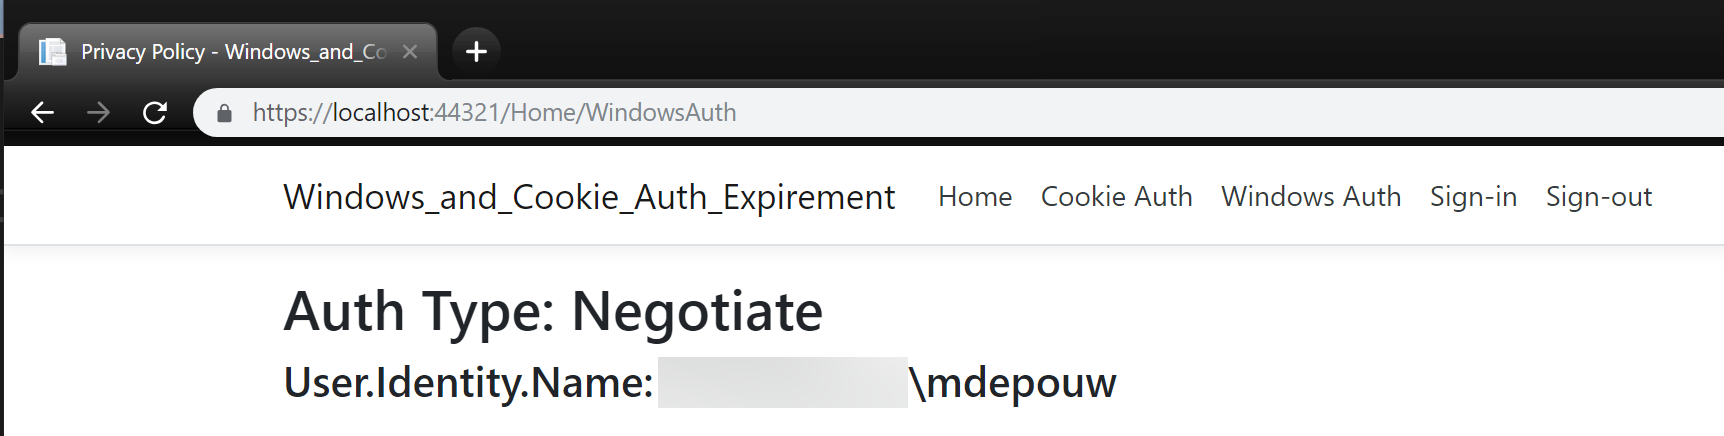 Privacy Policy - Windows_and_Co
https://localhost:44321/Home/WindowsAuth
Windows_and_Cookie_Auth_Expirement Home Cookie Auth Windows Auth Sign-in Sign-out
Auth Type: Negotiate
User.Identity.Name: \mdepouw